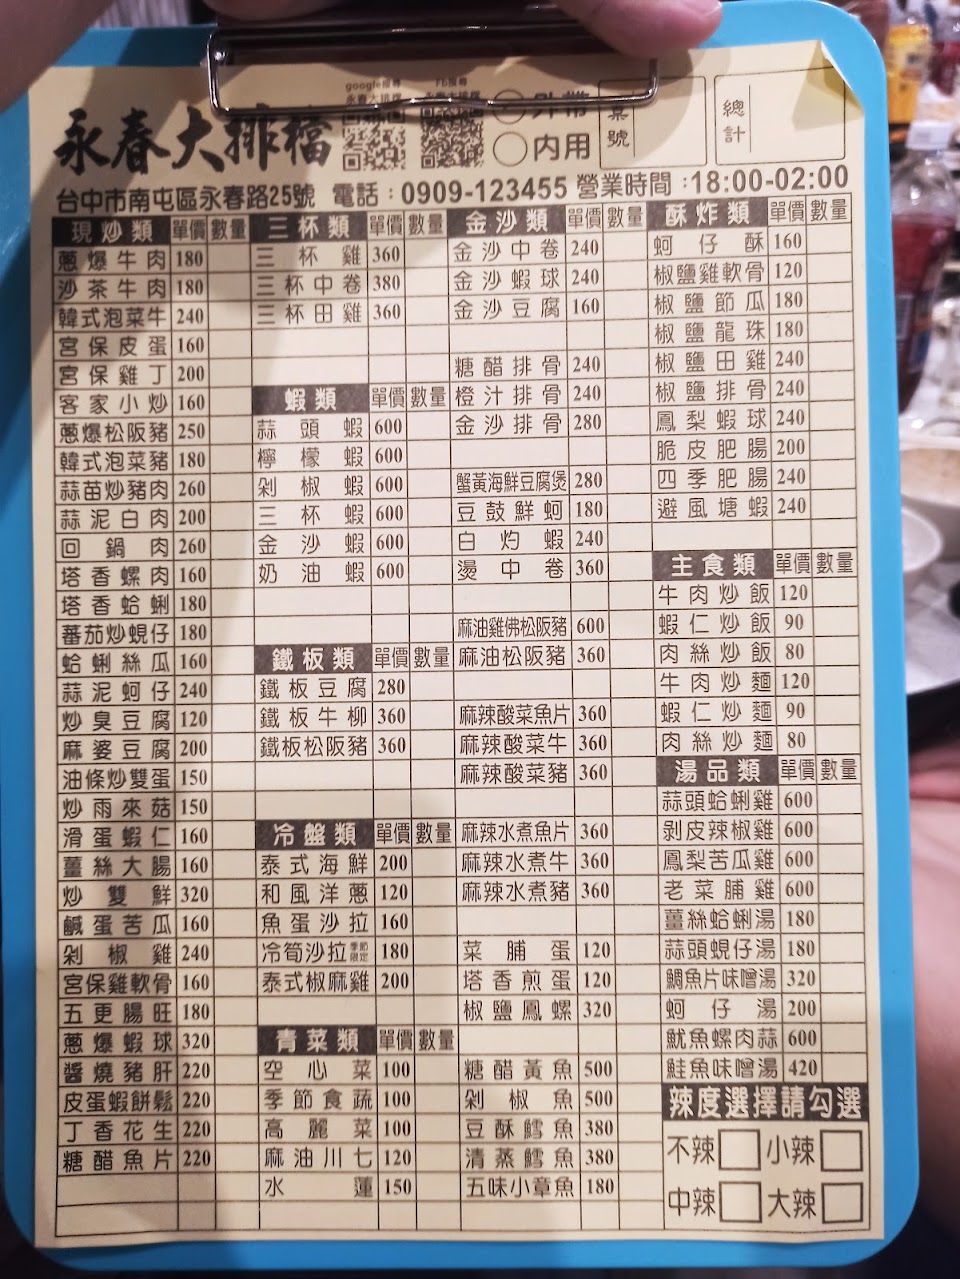 google搜尋
永春大排檔
永春大排檔
外帶
內用
號
總計
台中市南屯區永春路25號 電話：0909-123455 營業時間：18:00-02:00
現炒類 單價 數量
蔥爆牛肉 180
沙茶牛肉 180
韓式泡菜牛 240
宮保皮蛋 160
宮保雞丁 200
客家小炒 160
蔥爆松阪豬 250
韓式泡菜豬 180
蒜苗炒豬肉 260
蒜泥白肉 200
回鍋肉 260
塔香螺肉 160
塔香蛤蜊 180
蕃茄炒蜆仔 180
蛤蜊絲瓜 160
蒜泥蚵仔 240
炒臭豆腐 120
麻婆豆腐 200
油條炒雙蛋 150
炒雨來菇 150
滑蛋蝦仁 160
薑絲大腸 160
炒雙鮮 320
鹹蛋苦瓜 160
剁椒雞 240
宮保雞軟骨 160
五更腸旺 180
蔥爆蝦球 320
醬燒豬肝 220
皮蛋蝦餅鬆 220
丁香花生 220
糖醋魚片 220
三杯類 單價 數量
三杯雞 360
三杯中卷 380
三杯田雞 360
蝦類 單價 數量
蒜頭蝦 600
檸檬蝦 600
剁椒蝦 600
三杯蝦 600
金沙蝦 600
奶油蝦 600
鐵板類 單價 數量
鐵板豆腐 280
鐵板牛柳 360
鐵板松阪豬 360
冷盤類 單價 數量
泰式海鮮 200
和風洋蔥 120
魚蛋沙拉 160
冷筍沙拉季節限定 180
泰式椒麻雞 200
青菜類 單價 數量
空心菜 100
季節食蔬 100
高麗菜 100
麻油川七 120
水蓮 150
金沙類 單價 數量
金沙中卷 240
金沙蝦球 240
金沙豆腐 160
糖醋排骨 240
橙汁排骨 240
金沙排骨 280
蟹黃海鮮豆腐煲 280
豆鼓鮮蚵 180
白灼蝦 240
燙中卷 360
麻油雞佛松阪豬 600
麻油松阪豬 360
麻辣酸菜魚片 360
麻辣酸菜牛 360
麻辣酸菜豬 360
麻辣水煮魚片 360
麻辣水煮牛 360
麻辣水煮豬 360
菜脯蛋 120
塔香煎蛋 120
椒鹽鳳螺 320
糖醋黃魚 500
剁椒魚 500
豆酥鱈魚 380
清蒸鱈魚 380
五味小章魚 180
酥炸類 單價 數量
蚵仔酥 160
椒鹽雞軟骨 120
椒鹽節瓜 180
椒鹽龍珠 180
椒鹽田雞 240
椒鹽排骨 240
鳳梨蝦球 240
脆皮肥腸 200
四季肥腸 240
避風塘蝦 240
主食類 單價 數量
牛肉炒飯 120
蝦仁炒飯 90
肉絲炒飯 80
牛肉炒麵 120
蝦仁炒麵 90
肉絲炒麵 80
湯品類 單價 數量
蒜頭蛤蜊雞 600
剝皮辣椒雞 600
鳳梨苦瓜雞 600
老菜脯雞 600
薑絲蛤蜊湯 180
蒜頭蜆仔湯 180
鯛魚片味噌湯 320
蚵仔湯 200
魷魚螺肉蒜 600
鮭魚味噌湯 420
辣度選擇請勾選
不辣 小辣
中辣 大辣